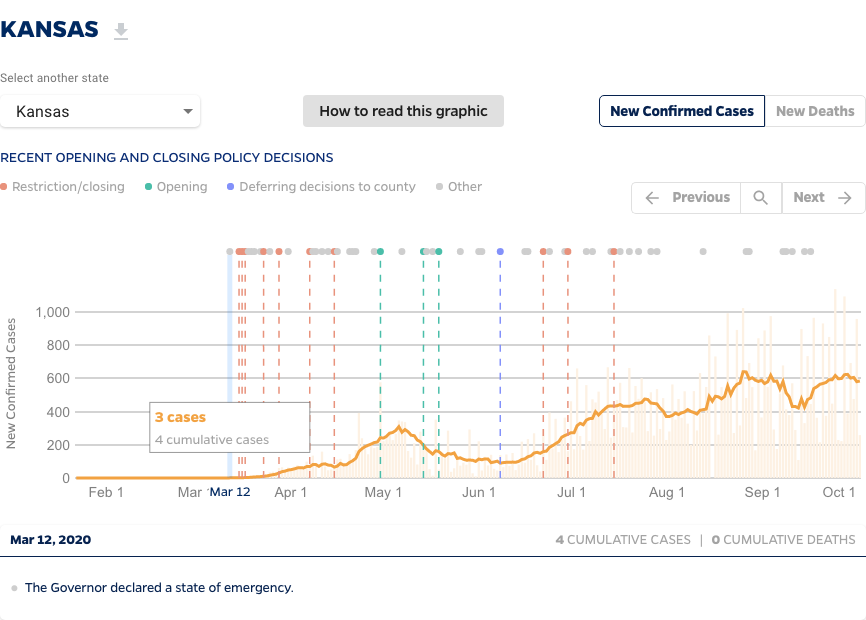 KANSAS
Select another state
Kansas
How to read this graphic
New Confirmed Cases
New Deaths
RECENT OPENING AND CLOSING POLICY DECISIONS
Restriction/closing
Opening
Deferring decisions to county
Other
Previous
Next
New Confirmed Cases
1,000
800
600
400
200
0
3 cases
4 cumulative cases
Feb 1
Mar
Mar 12
Apr 1
May 1
Jun 1
Jul 1
Aug 1
Sep 1
Oct 1
Mar 12, 2020
4 CUMULATIVE CASES | 0 CUMULATIVE DEATHS
The Governor declared a state of emergency.